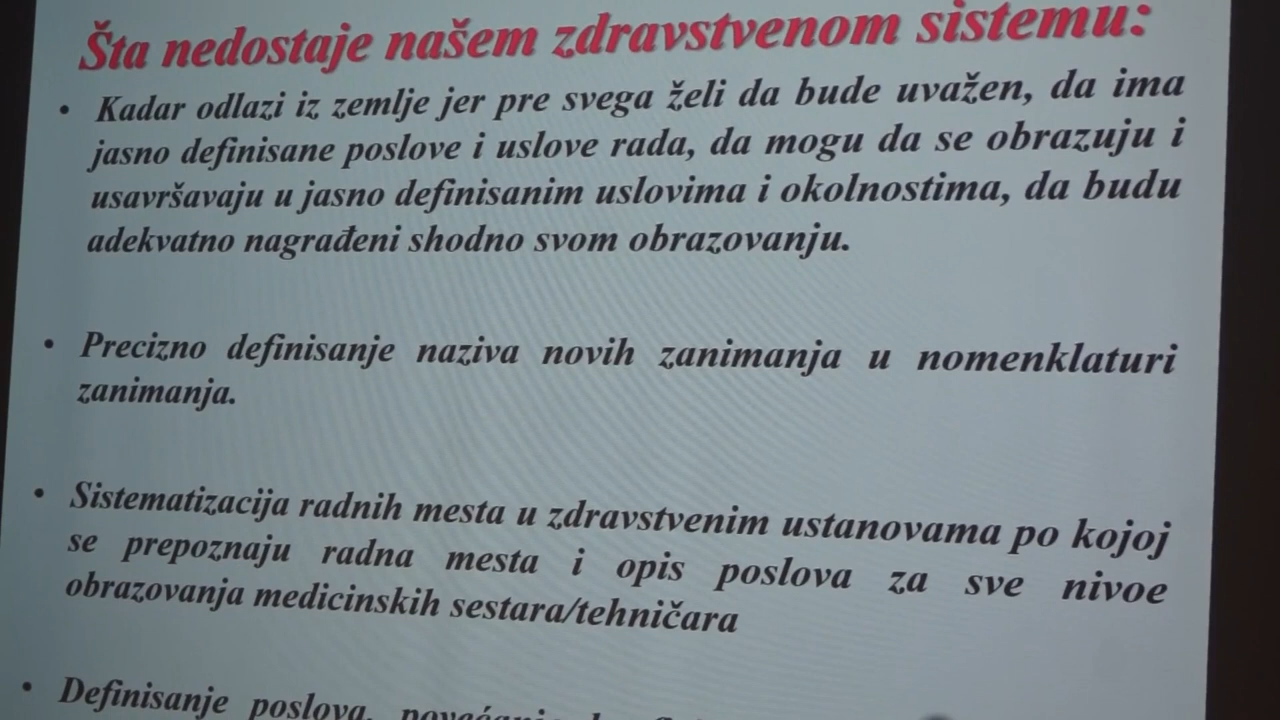 Šta nedostaje našem zdravstvenom sistemu:
• Kadar odlazi iz zemlje jer pre svega želi da bude uvažen, da ima
jasno definisane poslove i uslove rada, da mogu da se obrazuju i
usavršavaju u jasno definisanim uslovima i okolnostima, da budu
adekvatno nagrađeni shodno svom obrazovanju.
• Precizno definisanje naziva novih zanimanja u nomenklaturi
zanimanja.
• Sistematizacija radnih mesta u zdravstvenim ustanovama po kojoj
se prepoznaju radna mesta i opis poslova za sve nivoe
obrazovanja medicinskih sestara/tehničara
• Definisanje poslova,